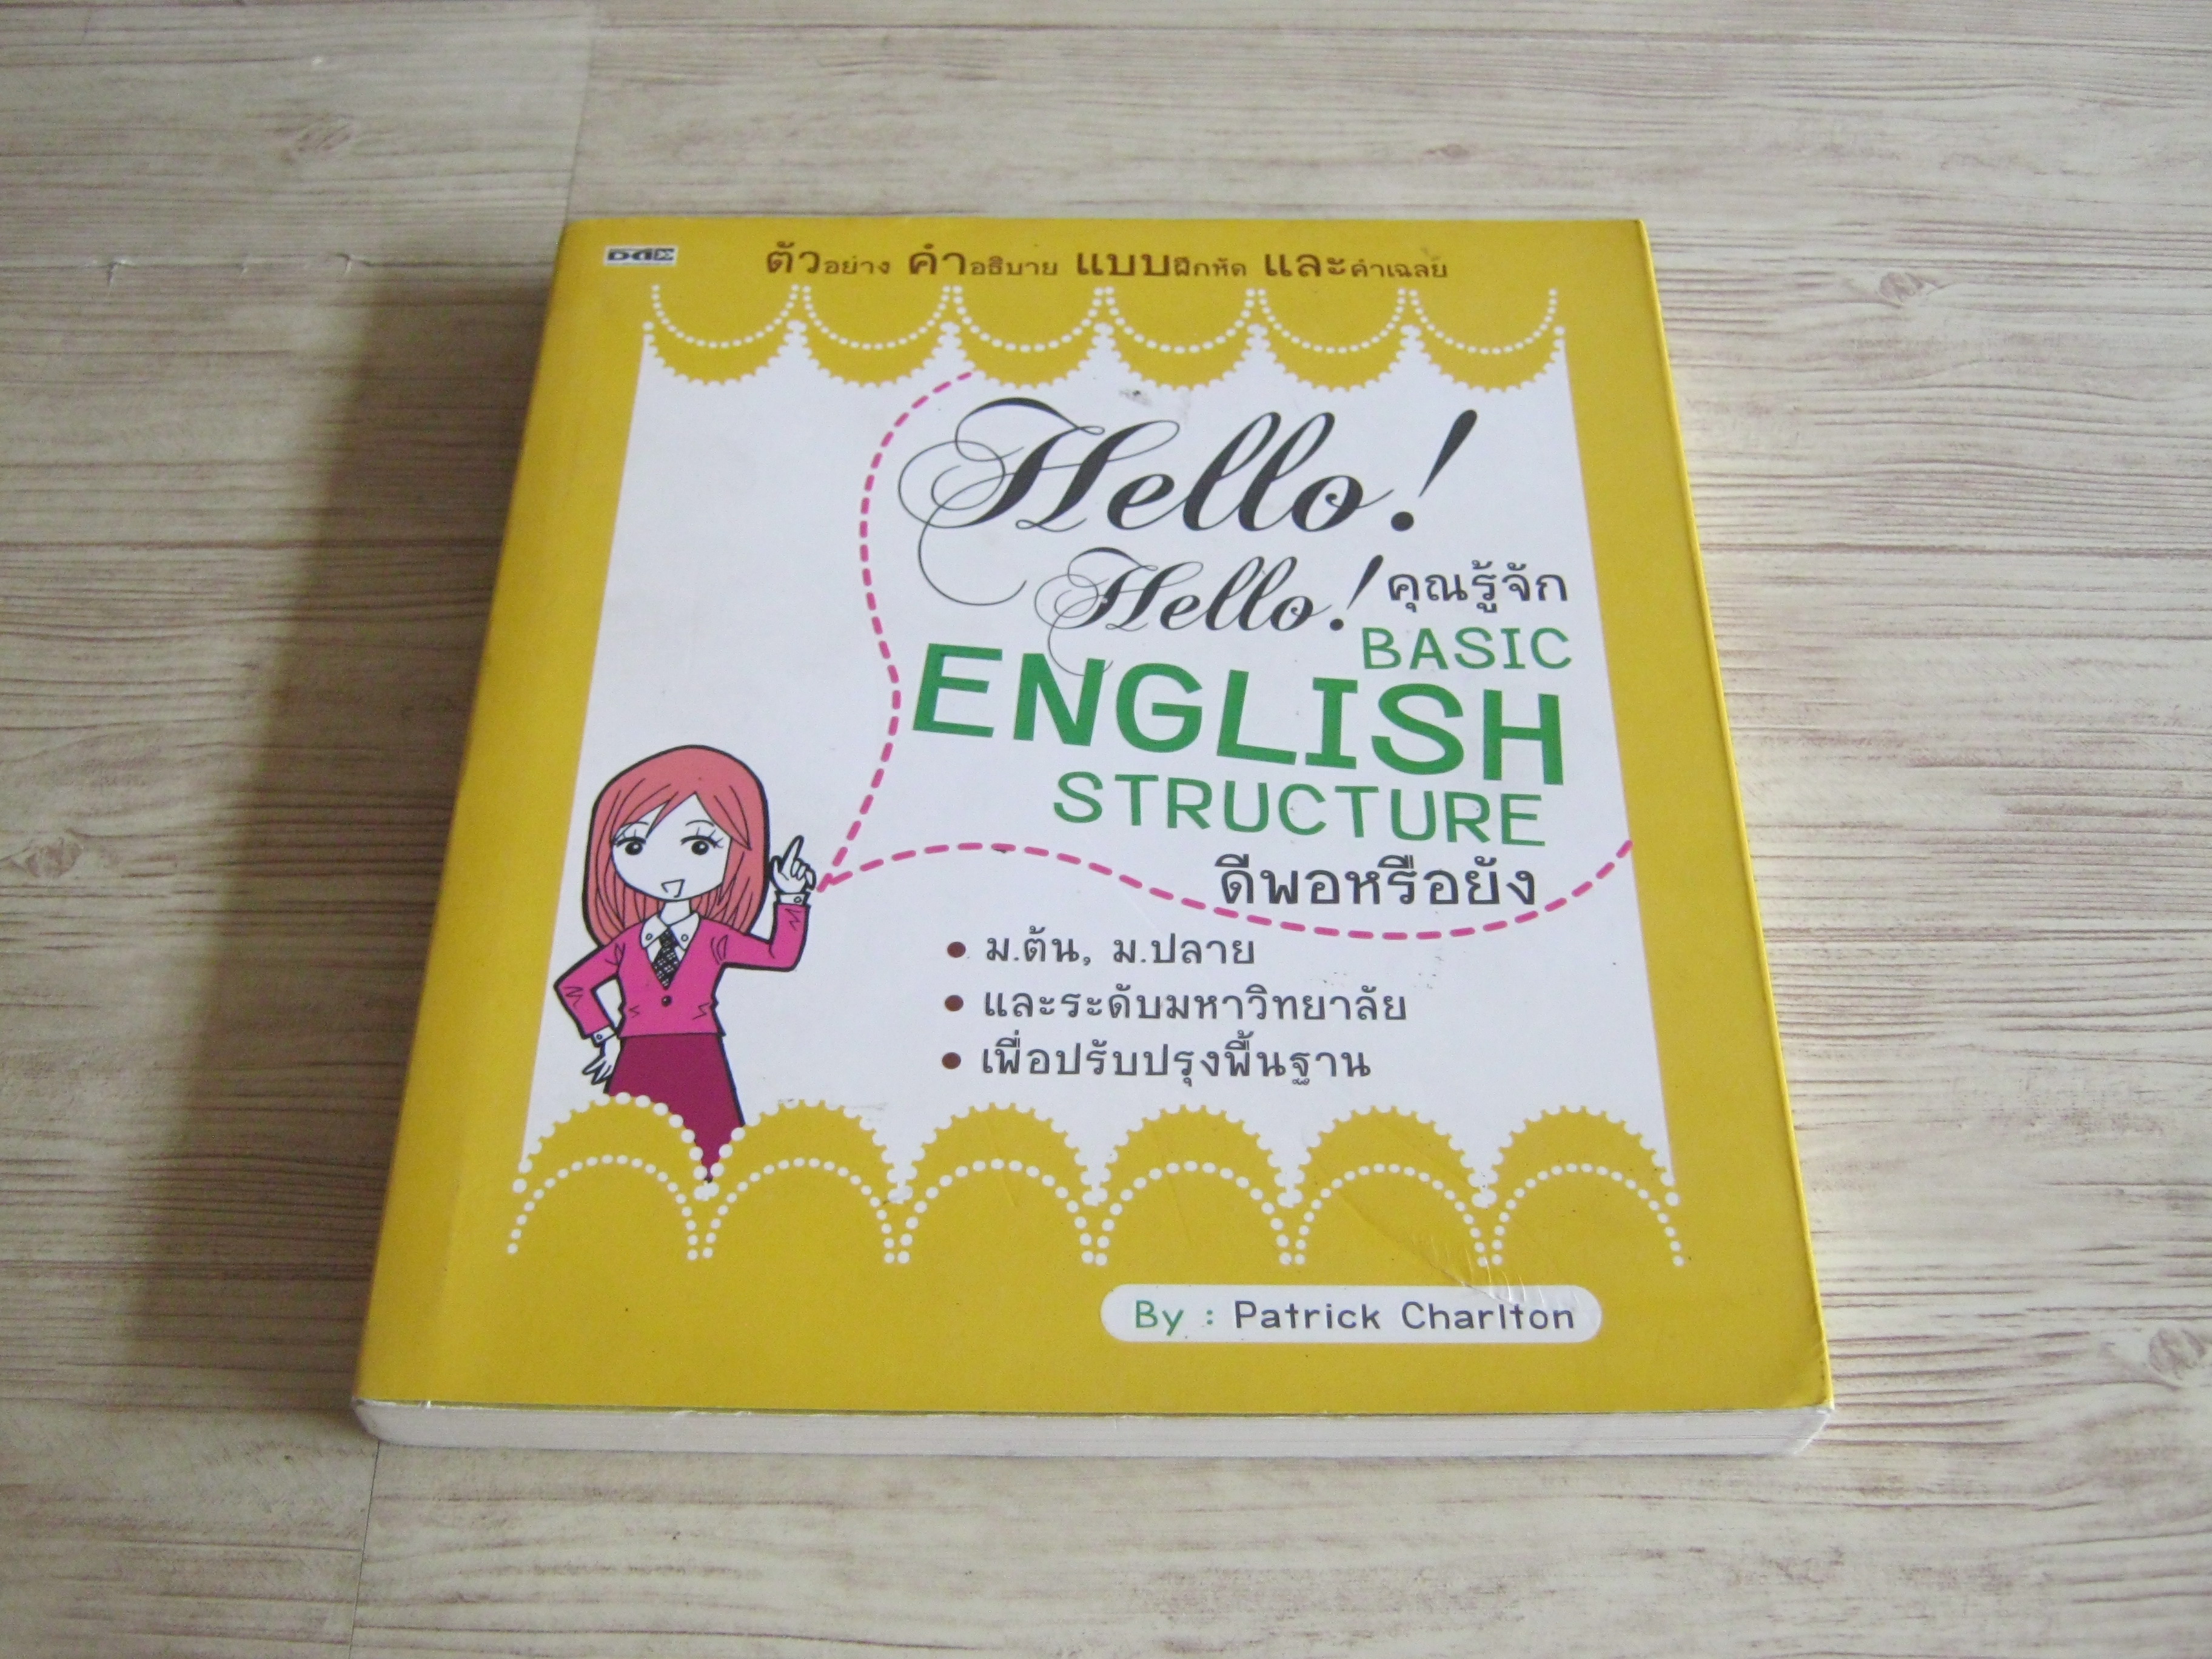 ตัวอย่าง คำอธิบาย แบบฝึกหัด และคำเฉลย
Hello!
Hello! คุณรู้จัก
BASIC
ENGLISH
STRUCTURE
ดีพอหรือยัง
• ม.ต้น, ม.ปลาย
• และระดับมหาวิทยาลัย
• เพื่อปรับปรุงพื้นฐาน
By : Patrick Charlton